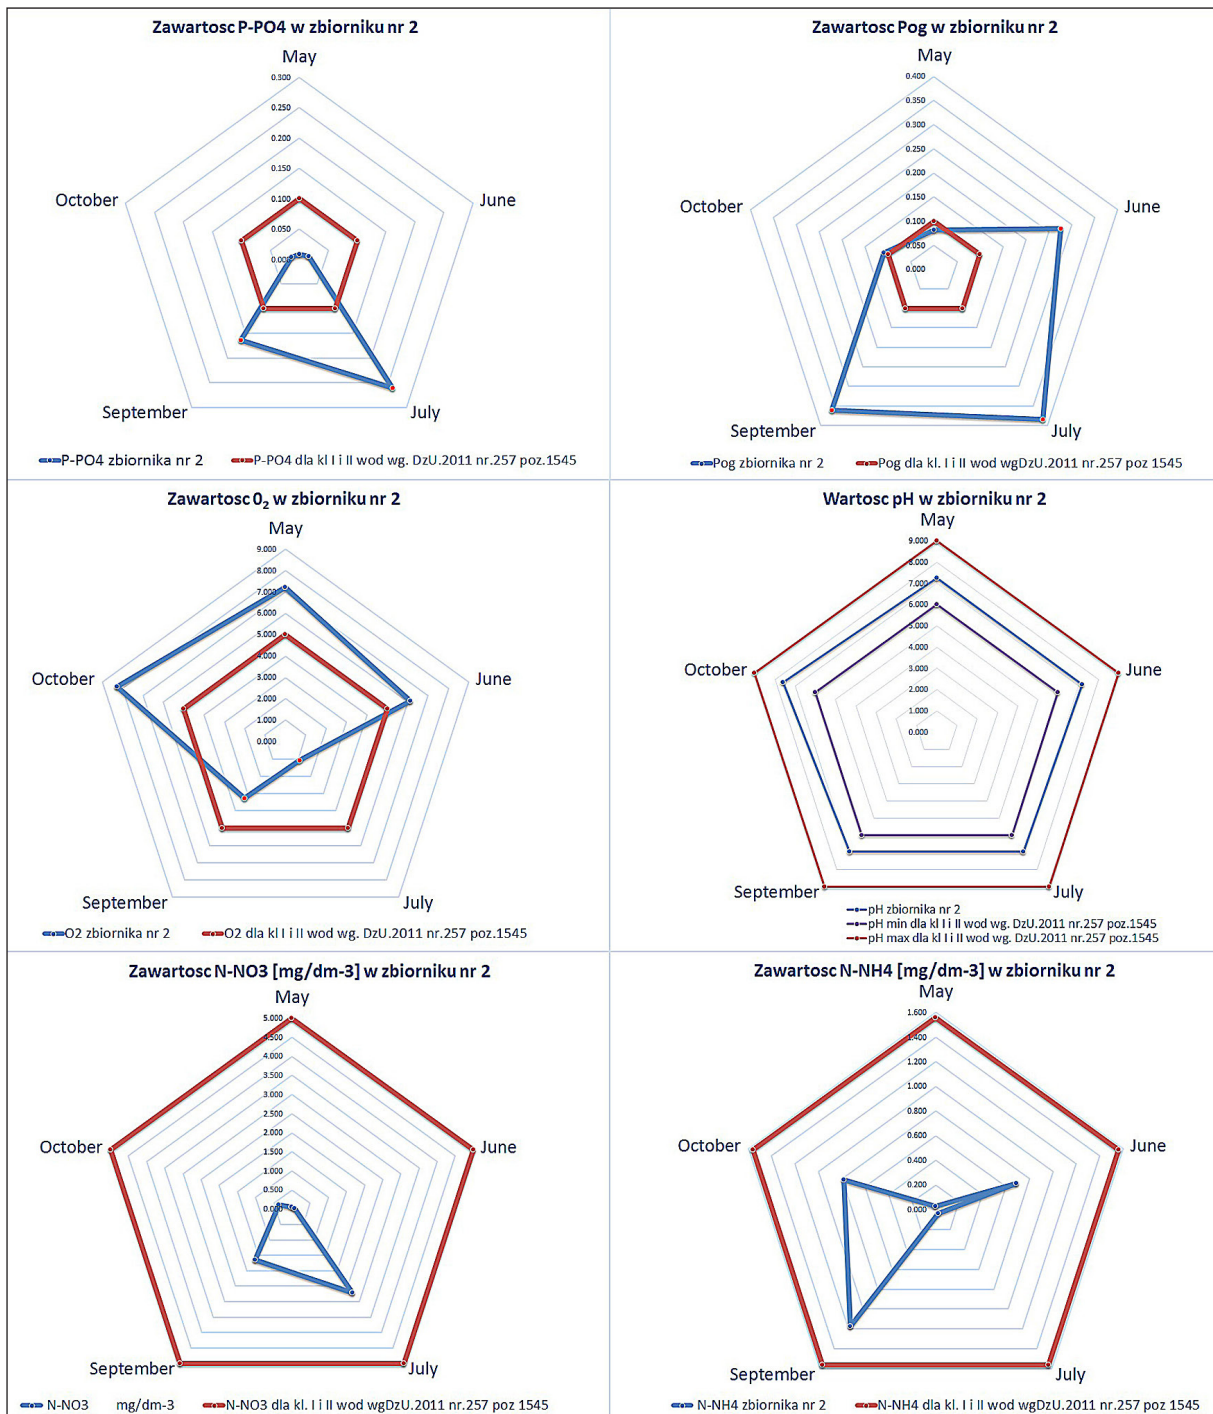 Zawartosc P-PO4 w zbiorniku nr 2
May
0.300
0.250
0.200
0.150
0.100
0.050
0.000
October
June
September
July
P-PO4 zbiornika nr 2
P-PO4 dla kl I i II wod wg. DzU.2011 nr.257 poz.1545
Zawartosc Pog w zbiorniku nr 2
May
0.400
0.350
0.300
0.250
0.200
0.150
0.100
0.050
0.000
October
June
September
July
Pog zbiornika nr 2
Pog dla kl. I i II wod wgDzU.2011 nr.257 poz 1545
Zawartosc 0₂ w zbiorniku nr 2
May
9.000
8.000
7.000
6.000
5.000
4.000
3.000
2.000
1.000
0.000
October
June
September
July
O2 zbiornika nr 2
O2 dla kl I i II wod wg. DzU.2011 nr.257 poz.1545
Wartosc pH w zbiorniku nr 2
May
9.000
8.000
7.000
6.000
5.000
4.000
3.000
2.000
1.000
0.000
October
June
September
July
pH zbiornika nr 2
pH min dla kl I i II wod wg. DzU.2011 nr.257 poz.1545
pH max dla kl I i II wod wg. DzU.2011 nr.257 poz.1545
Zawartosc N-NO3 [mg/dm-3] w zbiorniku nr 2
May
5.000
4.500
4.000
3.500
3.000
2.500
2.000
1.500
1.000
0.500
0.000
October
June
September
July
N-NO3 mg/dm-3
N-NO3 dla kl. I i II wod wgDzU.2011 nr.257 poz 1545
Zawartosc N-NH4 [mg/dm-3] w zbiorniku nr 2
May
1.600
1.400
1.200
1.000
0.800
0.600
0.400
0.200
0.000
October
June
September
July
N-NH4 zbiornika nr 2
N-NH4 dla kl. I i II wod wgDzU.2011 nr.257 poz 1545